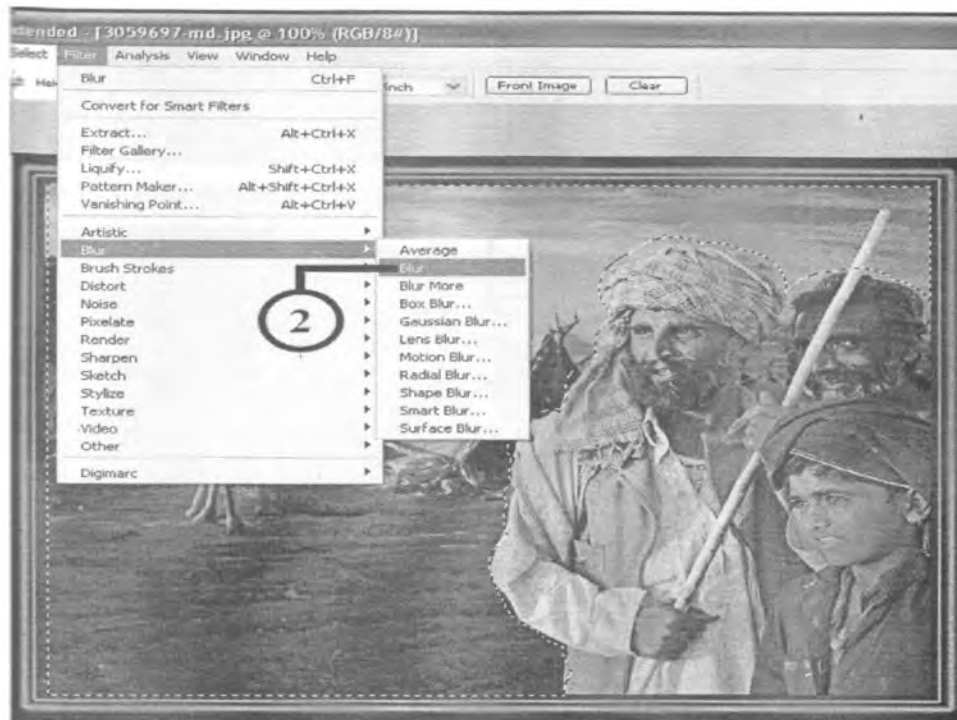 ended - [3059697-md.jpg @ 100% (RGB/8#)]
Select Filter Analysis View Window Help
inch Front Image Clear
Blur Ctrl+F
Convert for Smart Filters
Extract... Alt+Ctrl+X
Filter Gallery...
Liquify... Shift+Ctrl+X
Pattern Maker... Alt+Shift+Ctrl+X
Vanishing Point... Alt+Ctrl+V
Artistic
Blur
Brush Strokes
Distort
Noise
Pixelate
Render
Sharpen
Sketch
Stylize
Texture
Video
Other
Digimarc
Average
Blur
Blur More
Box Blur...
Gaussian Blur...
Lens Blur...
Motion Blur...
Radial Blur...
Shape Blur...
Smart Blur...
Surface Blur...
2